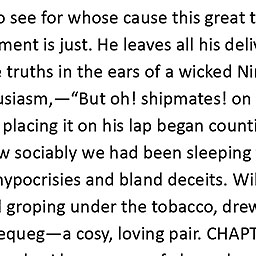 o see for whose cause this great t
ment is just. He leaves all his deliv
truths in the ears of a wicked Nin
usiasm,—“But oh! shipmates! on
placing it on his lap began counti
w sociably we had been sleeping
hypocrisies and bland deceits. Wil
groping under the tobacco, drew
equeg—a cosy, loving pair. CHAPT